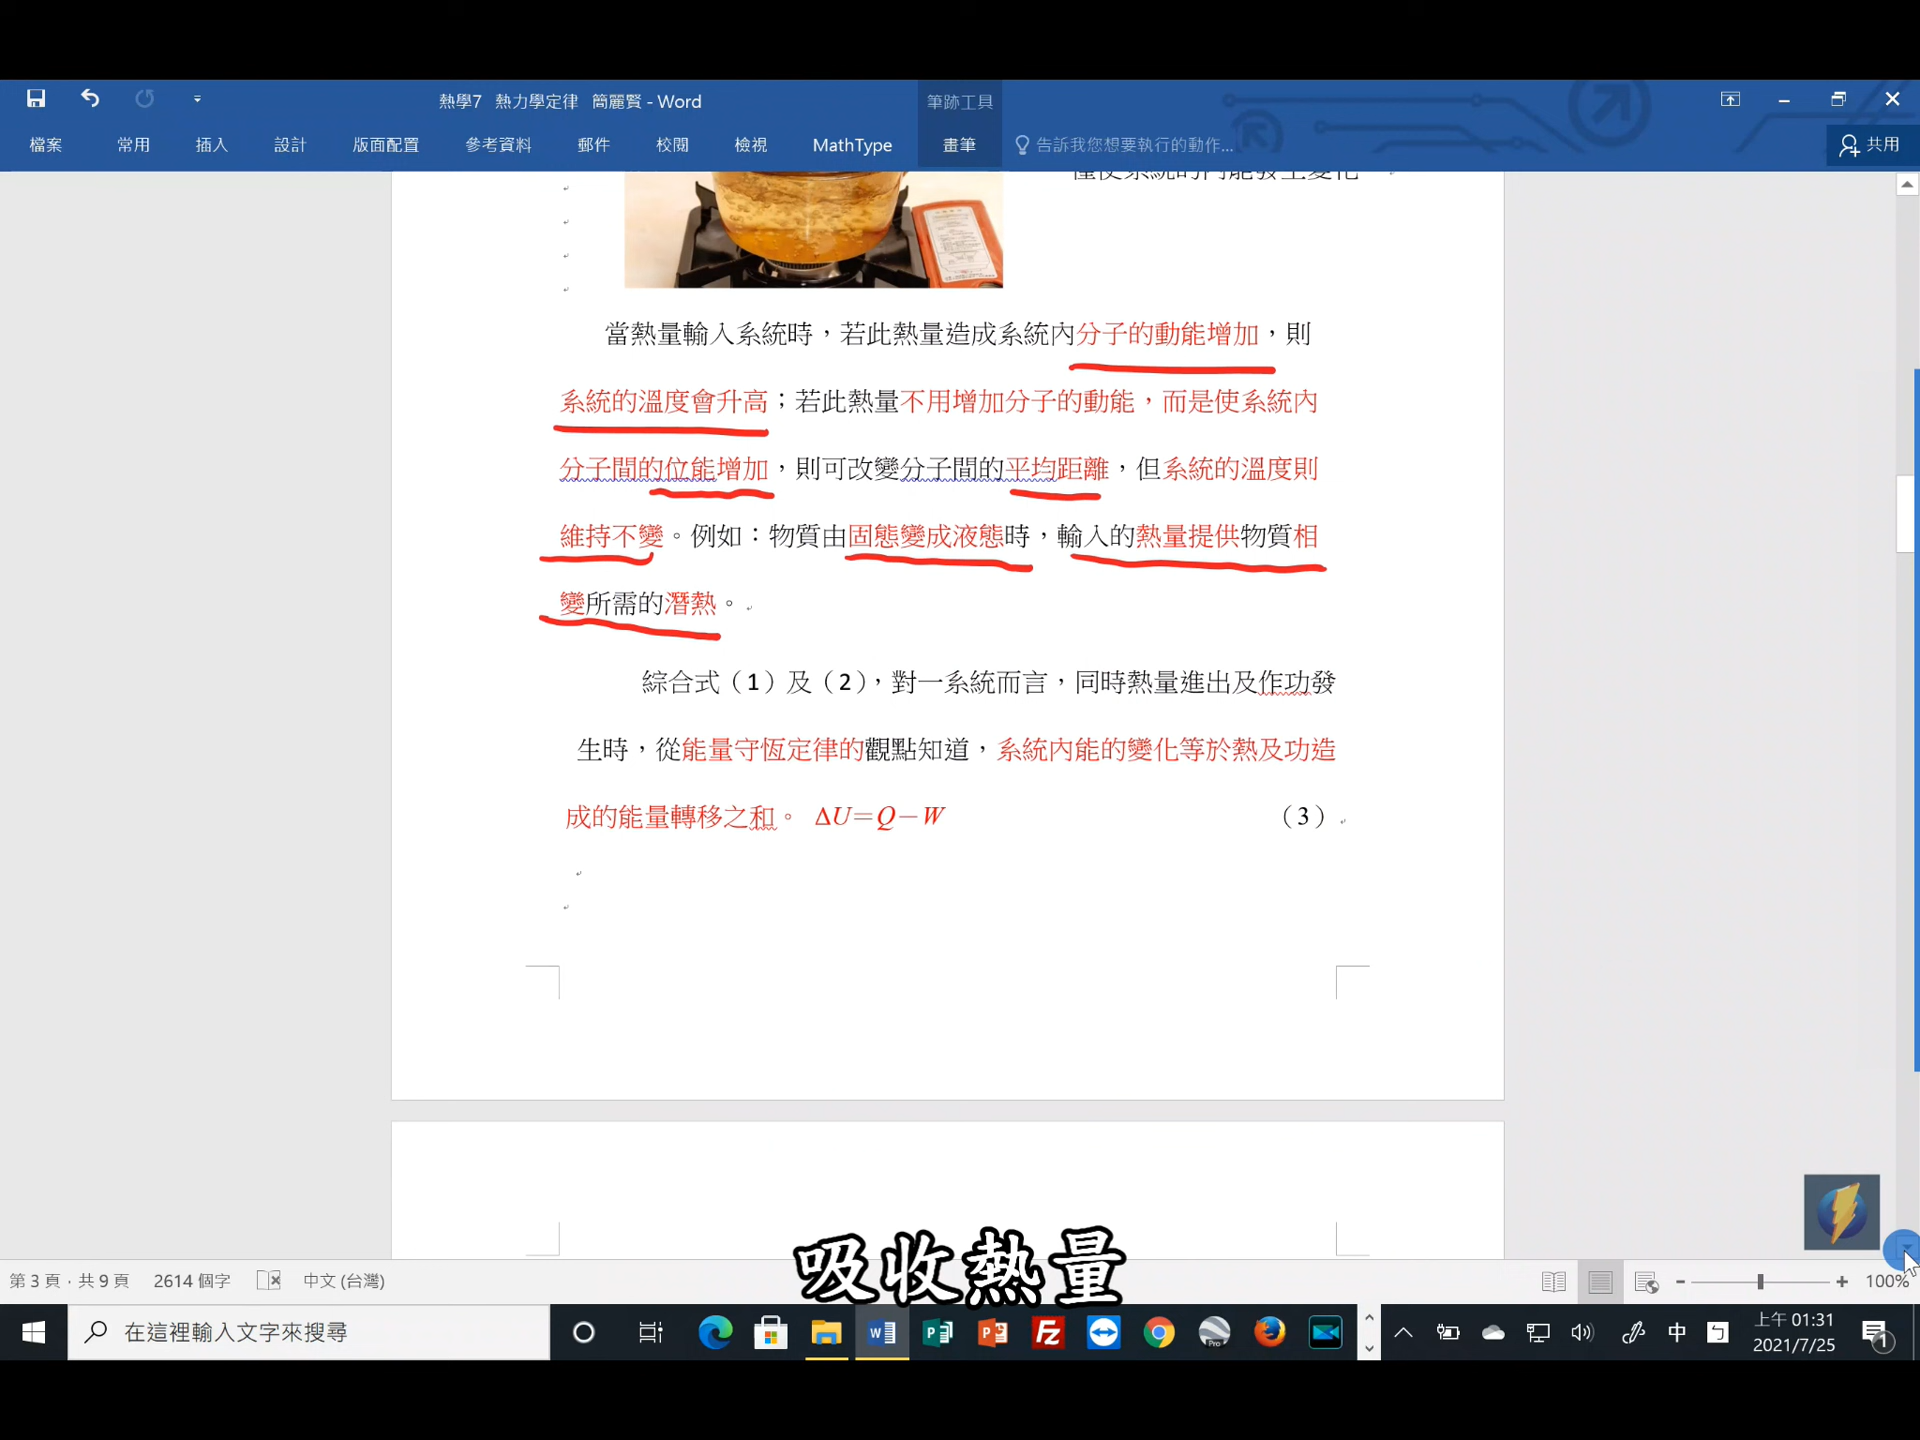 熱學7 熱力學定律 簡麗賢 - Word
筆跡工具
檔案 常用 插入 設計 版面配置 參考資料 郵件 校閱 檢視 MathType 畫筆 告訴我您想要執行的動作... 共用
當熱量輸入系統時，若此熱量造成系統內分子的動能增加，則
系統的溫度會升高；若此熱量不用增加分子的動能，而是使系統內
分子間的位能增加，則可改變分子間的平均距離，但系統的溫度則
維持不變。例如：物質由固態變成液態時，輸入的熱量提供物質相
變所需的潛熱。
綜合式（1）及（2），對一系統而言，同時熱量進出及作功發
生時，從能量守恆定律的觀點知道，系統內能的變化等於熱及功造
成的能量轉移之和。 ΔU＝Q－W （3）
吸收熱量
第 3 頁，共 9 頁 2614 個字 中文 (台灣) 100%
在這裡輸入文字來搜尋
中
上午 01:31
2021/7/25
1